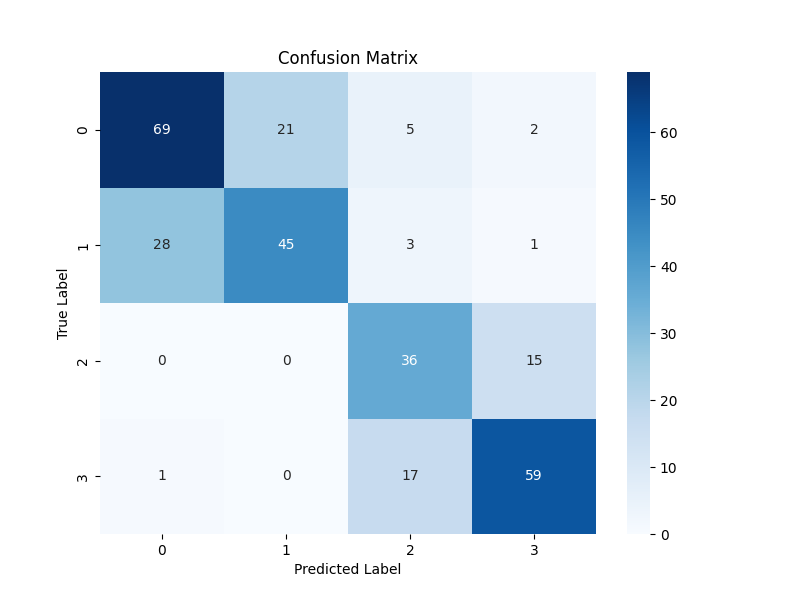 Confusion Matrix
0 69 21 5 2
1 28 45 3 1
2 0 0 36 15
3 1 0 17 59
0 1 2 3
Predicted Label
True Label
60
50
40
30
20
10
0